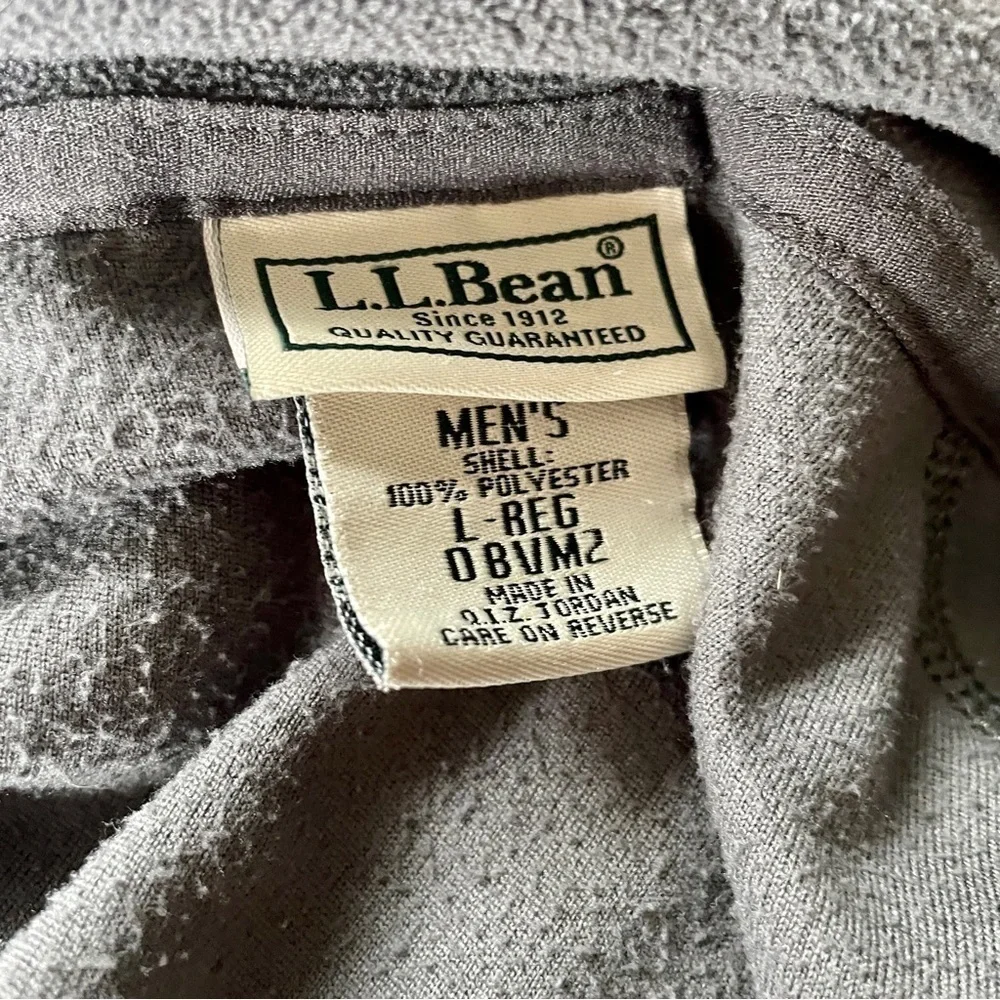 L.L.Bean®
Since 1912
QUALITY GUARANTEED
MEN'S
SHELL:
100% POLYESTER
L-REG
0BVM2
MADE IN
Q.I.Z. JORDAN
CARE ON REVERSE